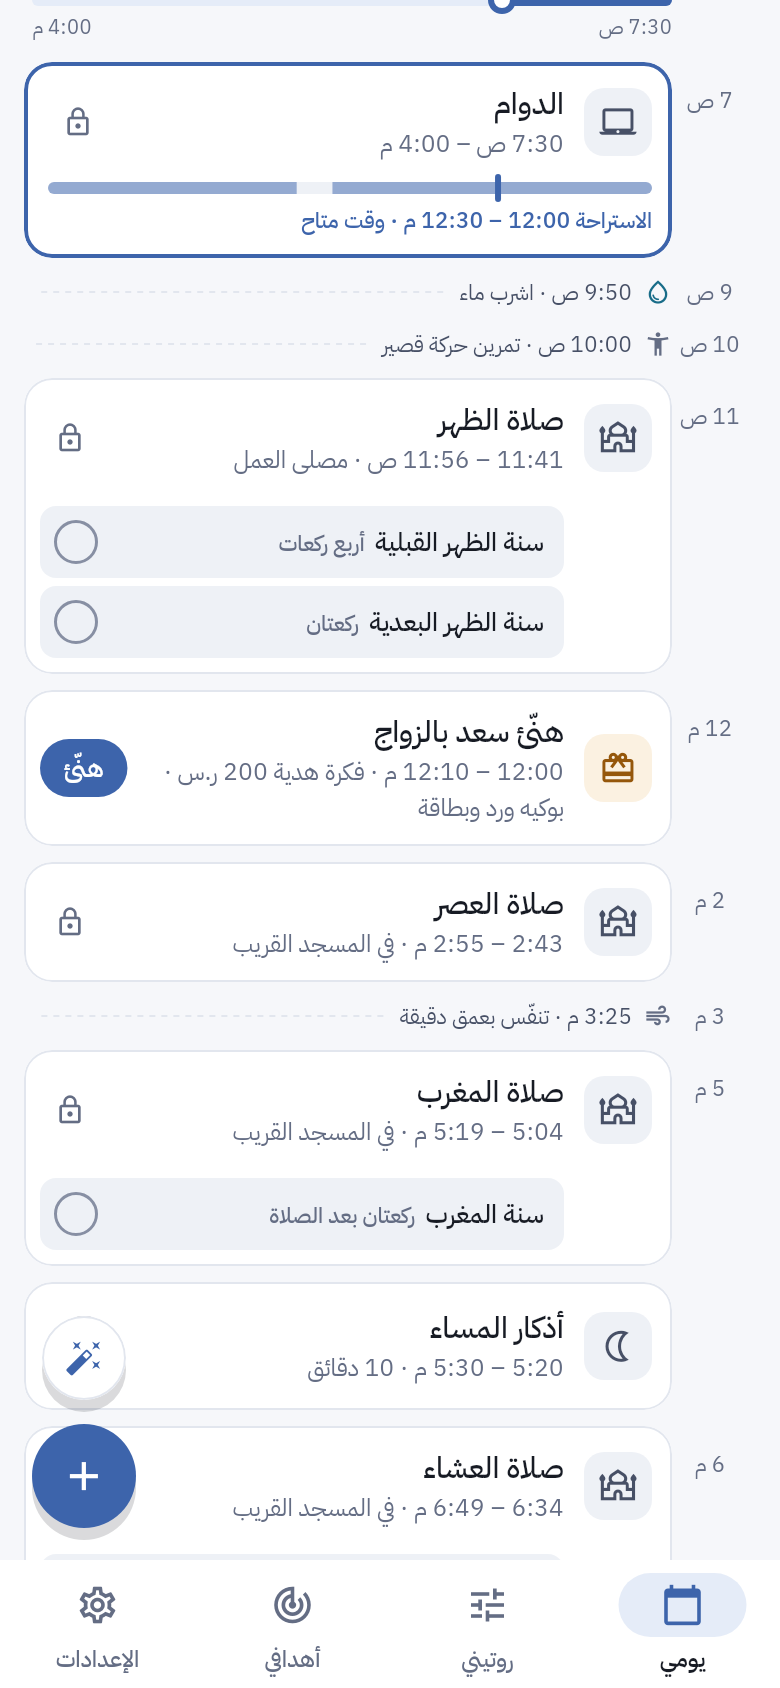 7:30 ص
4:00 م
7 ص
الدوام
7:30 ص – 4:00 م
الاستراحة 12:00 – 12:30 م · وقت متاح
9 ص
9:50 ص · اشرب ماء
10 ص
10:00 ص · تمرين حركة قصير
11 ص
صلاة الظهر
11:41 – 11:56 ص · مصلى العمل
سنة الظهر القبلية أربع ركعات
سنة الظهر البعدية ركعتان
12 م
هنّئ سعد بالزواج
12:00 – 12:10 م · فكرة هدية 200 ر.س ·
بوكيه ورد وبطاقة
هنّئ
2 م
صلاة العصر
2:43 – 2:55 م · في المسجد القريب
3 م
3:25 م · تنفّس بعمق دقيقة
5 م
صلاة المغرب
5:04 – 5:19 م · في المسجد القريب
سنة المغرب ركعتان بعد الصلاة
أذكار المساء
5:20 – 5:30 م · 10 دقائق
6 م
صلاة العشاء
6:34 – 6:49 م · في المسجد القريب
يومي
روتيني
أهدافي
الإعدادات